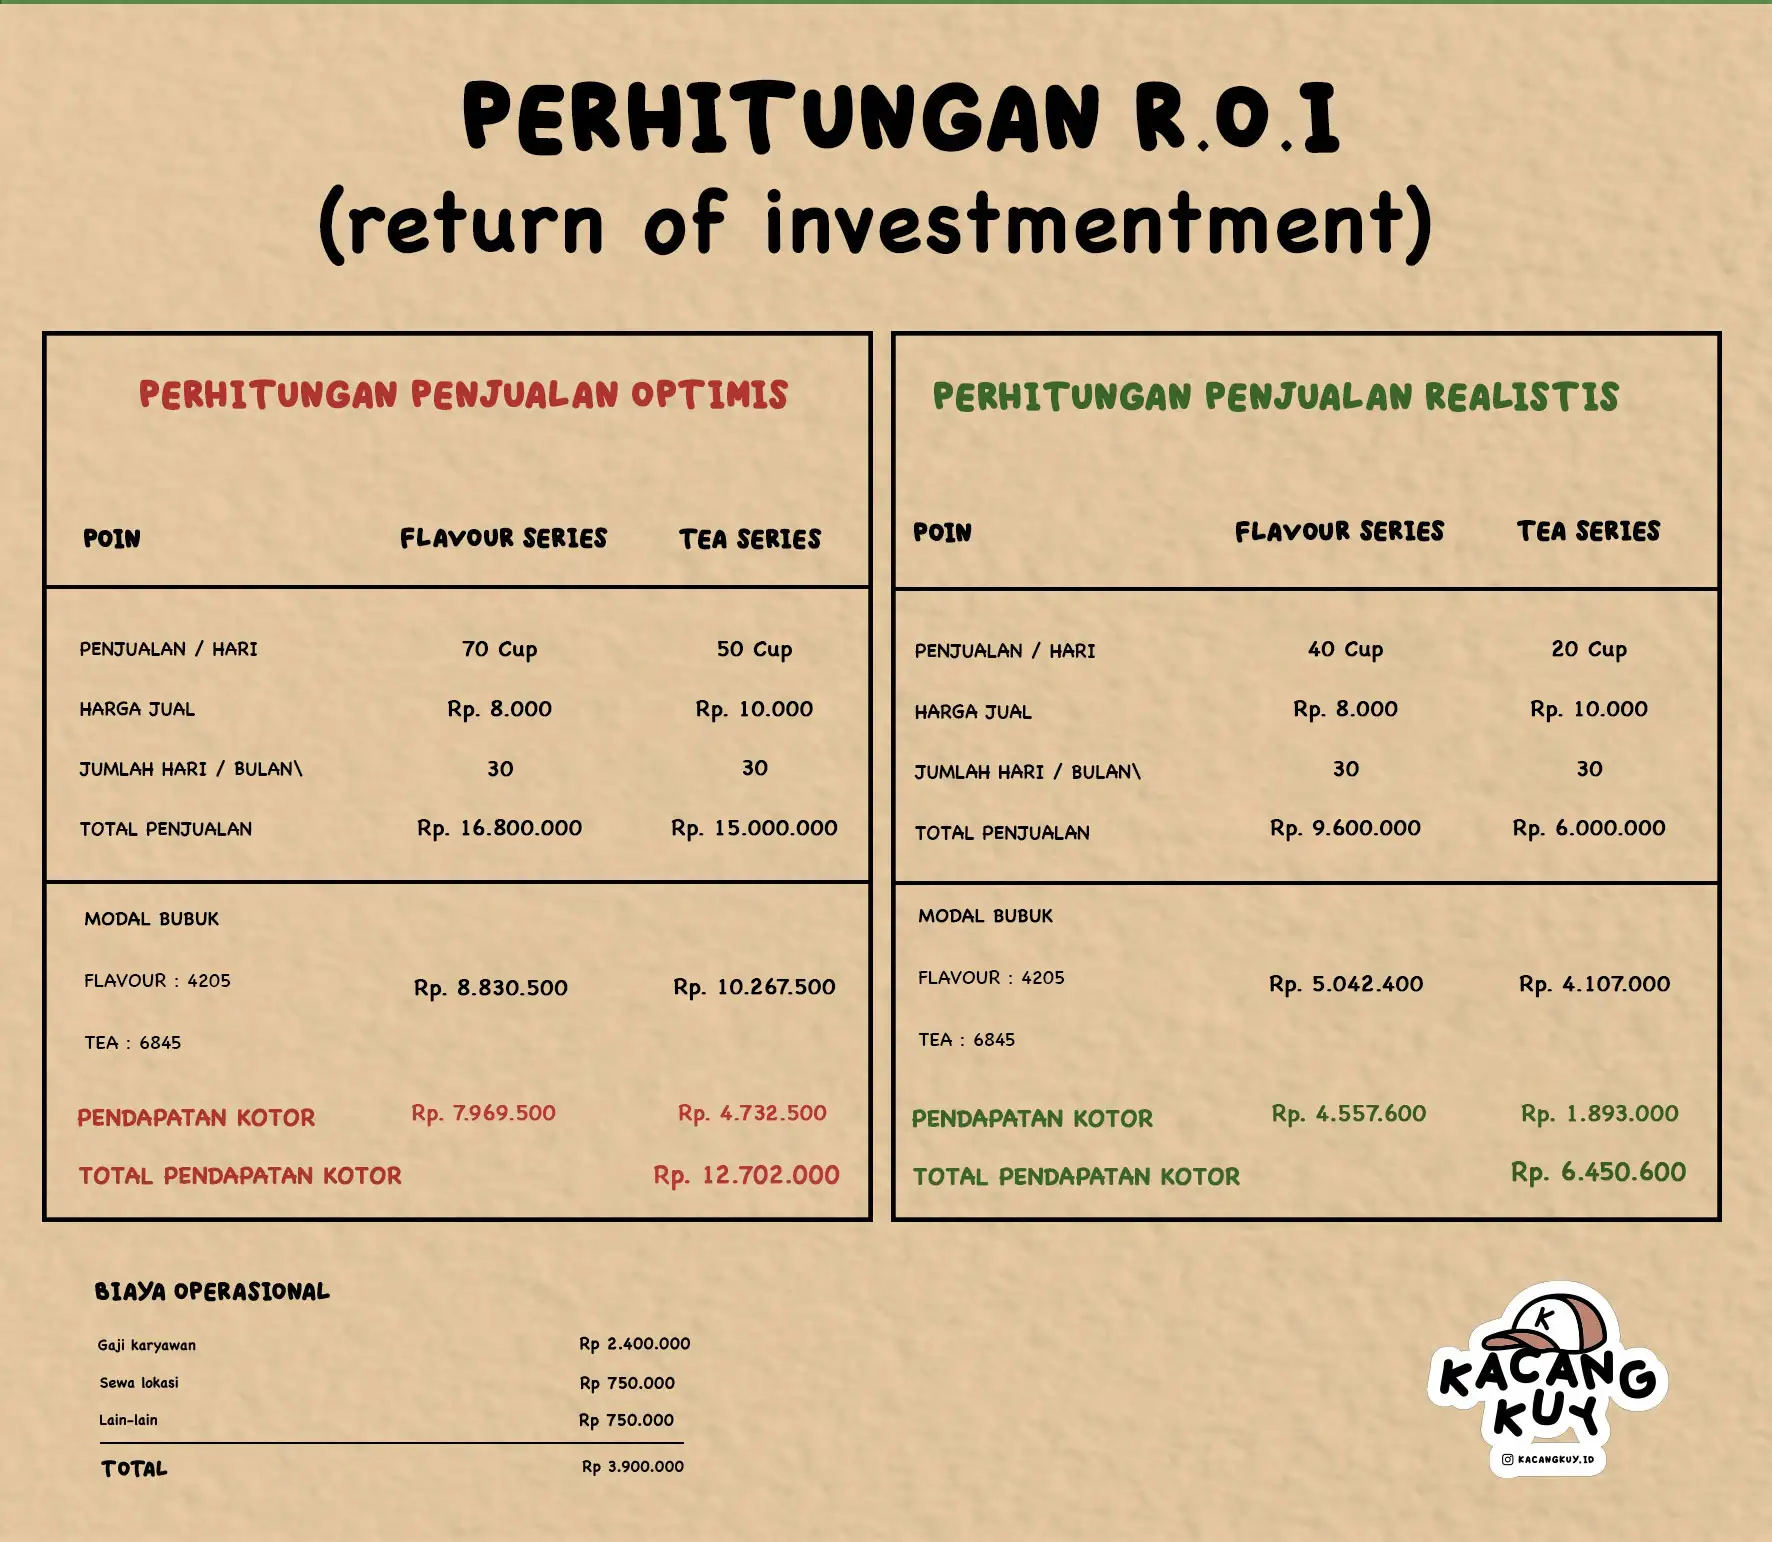 PERHITUNGAN R.O.I
(return of investmentment)
PERHITUNGAN PENJUALAN OPTIMIS
POIN FLAVOUR SERIES TEA SERIES
PENJUALAN / HARI 70 Cup 50 Cup
HARGA JUAL Rp. 8.000 Rp. 10.000
JUMLAH HARI / BULAN\ 30 30
TOTAL PENJUALAN Rp. 16.800.000 Rp. 15.000.000
MODAL BUBUK
FLAVOUR : 4205 Rp. 8.830.500 Rp. 10.267.500
TEA : 6845
PENDAPATAN KOTOR Rp. 7.969.500 Rp. 4.732.500
TOTAL PENDAPATAN KOTOR Rp. 12.702.000
PERHITUNGAN PENJUALAN REALISTIS
POIN FLAVOUR SERIES TEA SERIES
PENJUALAN / HARI 40 Cup 20 Cup
HARGA JUAL Rp. 8.000 Rp. 10.000
JUMLAH HARI / BULAN\ 30 30
TOTAL PENJUALAN Rp. 9.600.000 Rp. 6.000.000
MODAL BUBUK
FLAVOUR : 4205 Rp. 5.042.400 Rp. 4.107.000
TEA : 6845
PENDAPATAN KOTOR Rp. 4.557.600 Rp. 1.893.000
TOTAL PENDAPATAN KOTOR Rp. 6.450.600
BIAYA OPERASIONAL
Gaji karyawan Rp 2.400.000
Sewa lokasi Rp 750.000
Lain-lain Rp 750.000
TOTAL Rp 3.900.000
K
KACANG
KUY
KACANGKUY.ID